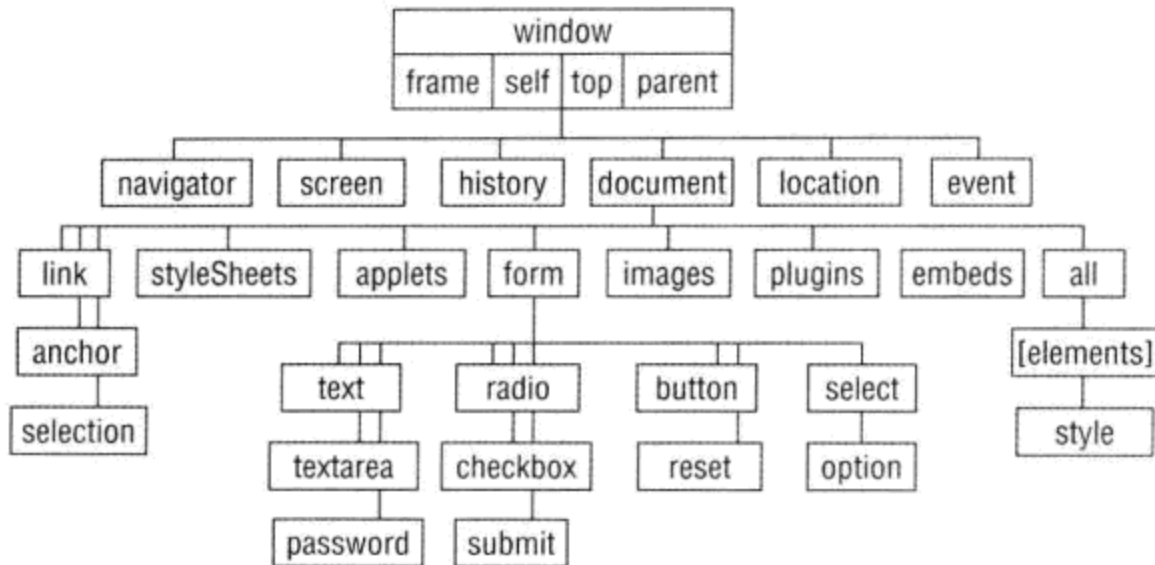 window
frame self top parent
navigator screen history document location event
link styleSheets applets form images plugins embeds all
anchor [elements]
text radio button select
selection style
textarea checkbox reset option
password submit